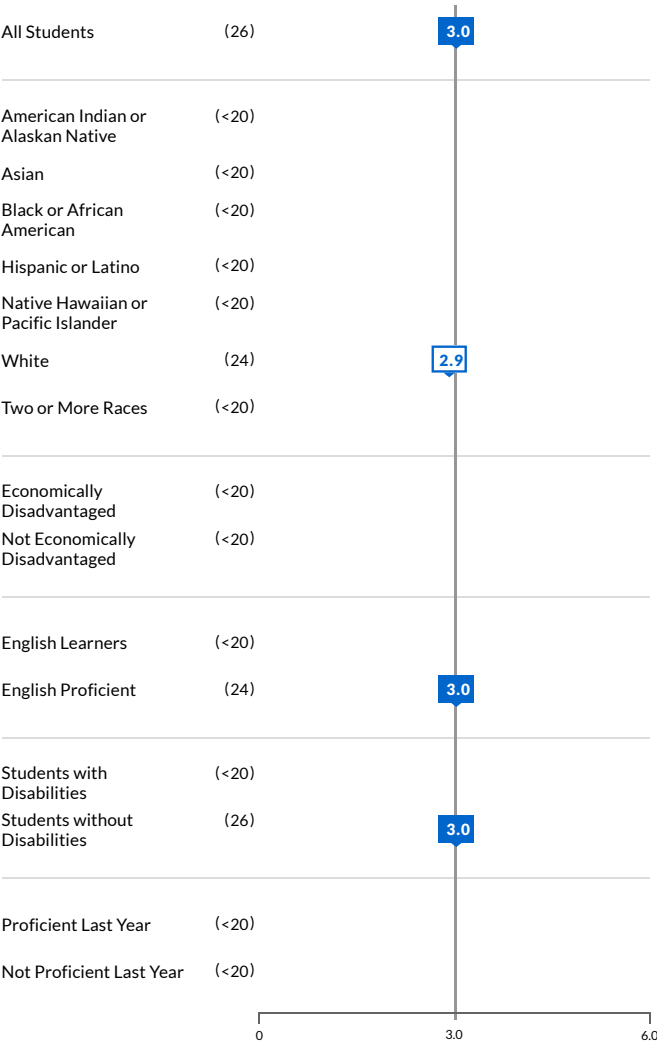 All Students (26) 3.0
American Indian or (<20)
Alaskan Native
Asian (<20)
Black or African (<20)
American
Hispanic or Latino (<20)
Native Hawaiian or (<20)
Pacific Islander
White (24) 2.9
Two or More Races (<20)
Economically (<20)
Disadvantaged
Not Economically (<20)
Disadvantaged
English Learners (<20)
English Proficient (24) 3.0
Students with (<20)
Disabilities
Students without (26) 3.0
Disabilities
Proficient Last Year (<20)
Not Proficient Last Year (<20)
0 3.0 6.0